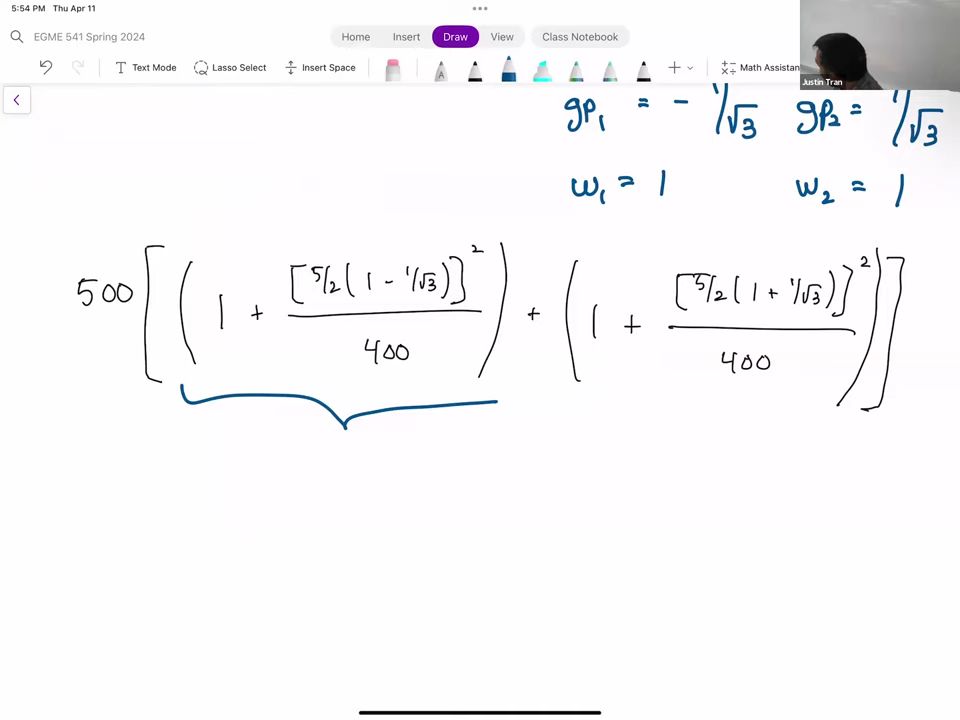 5:54 PM Thu Apr 11
EGME 541 Spring 2024
Home Insert Draw View Class Notebook
Text Mode Lasso Select Insert Space A Math Assistan
Justin Tran
gp₁ = - 1/√3 gp₂ = 1/√3
w₁ = 1 w₂ = 1
500 [ ( 1 + [5/2 (1 - 1/√3)]² / 400 ) + ( 1 + [5/2 (1 + 1/√3)]² / 400 ) ]